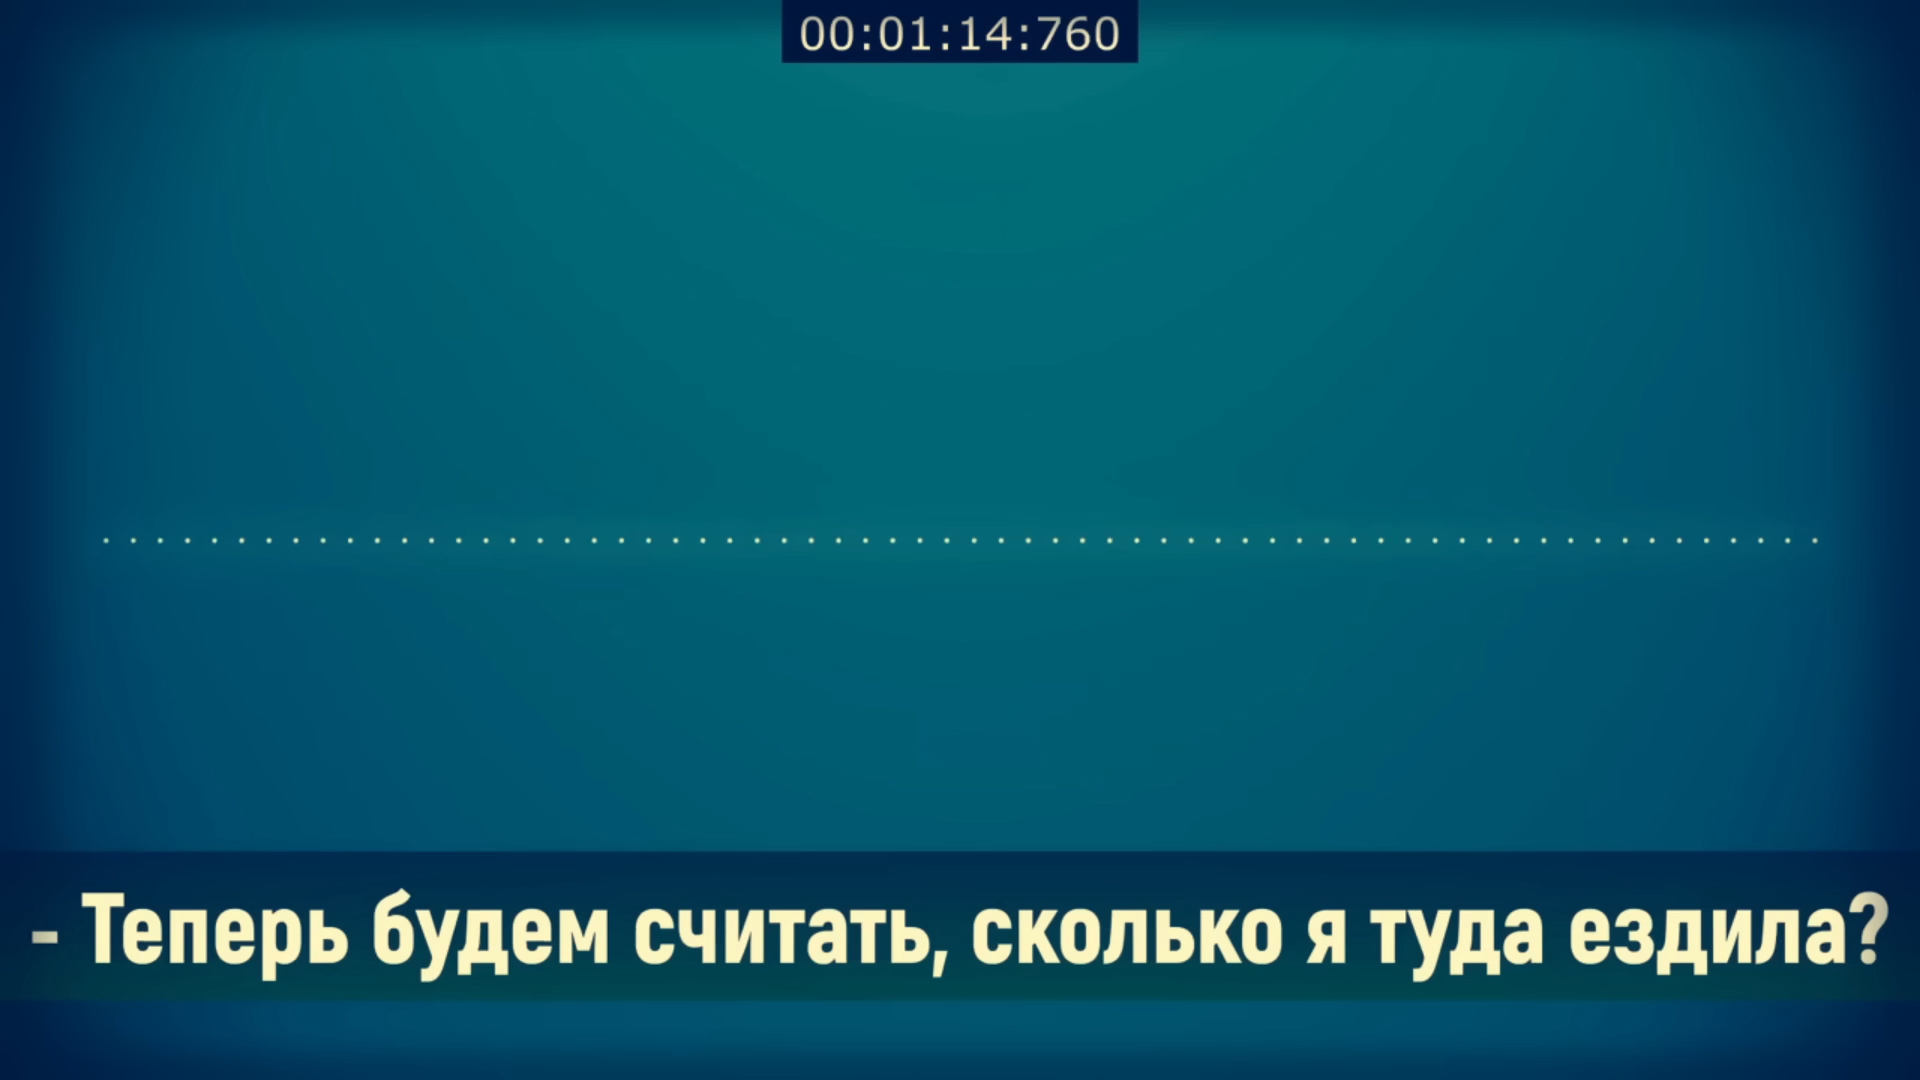 00:01:14:760
- Теперь будем считать, сколько я туда ездила?